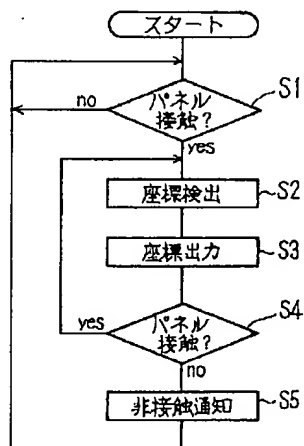 スタート
S1
no
パネル
接触?
yes
座標検出
S2
座標出力
S3
S4
yes
パネル
接触?
no
非接触通知
S5